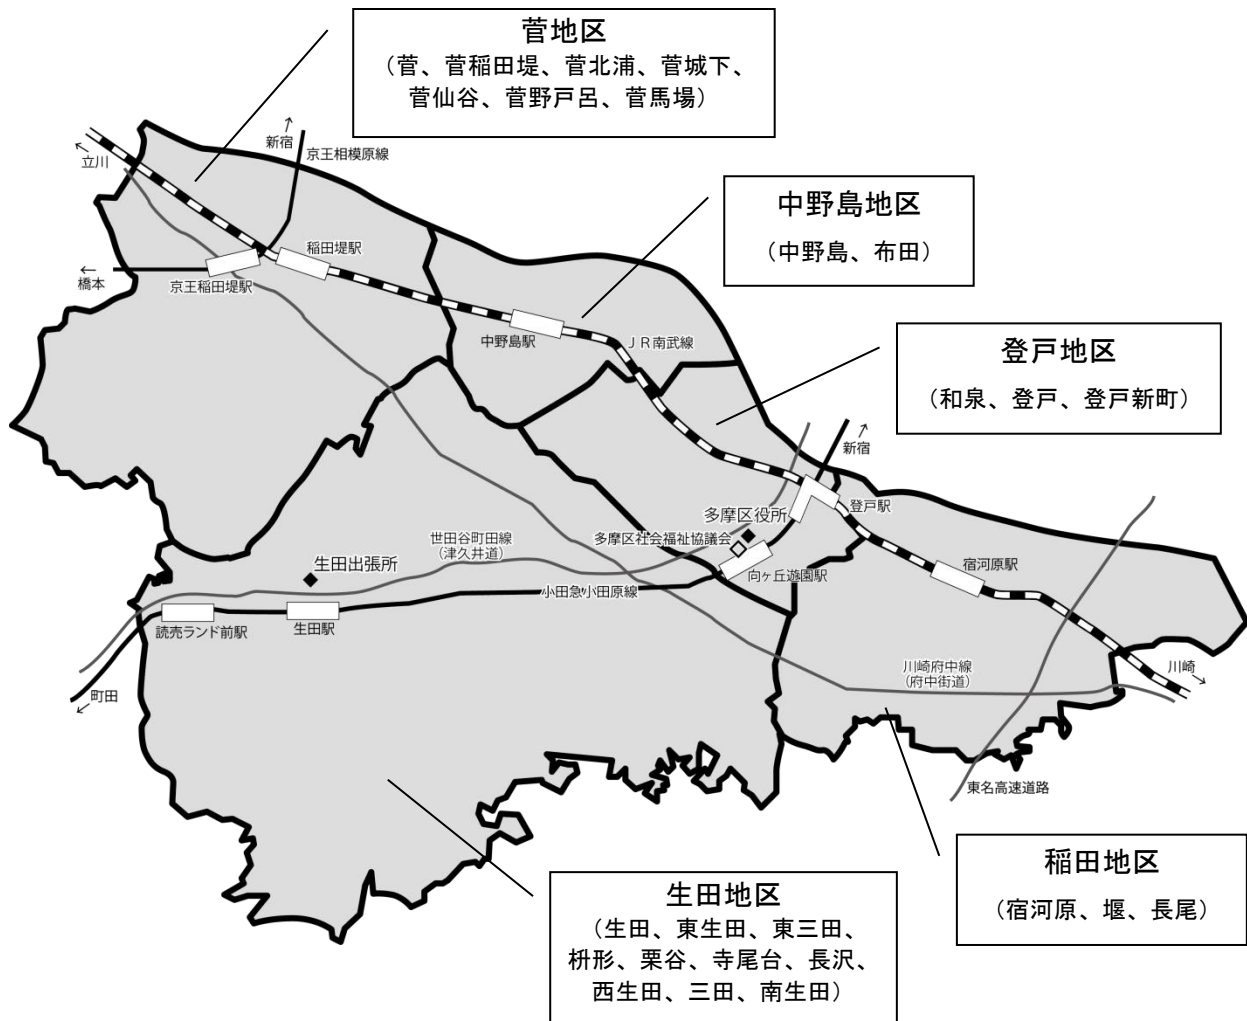 菅地区
（菅、菅稲田堤、菅北浦、菅城下、
菅仙谷、菅野戸呂、菅馬場）
↑
新宿
京王相模原線
←
立川
中野島地区
（中野島、布田）
稲田堤駅
←
橋本
京王稲田堤駅
中野島駅
ＪＲ南武線
登戸地区
（和泉、登戸、登戸新町）
↑
新宿
登戸駅
多摩区役所
多摩区社会福祉協議会
世田谷町田線
（津久井道）
生田出張所
向ヶ丘遊園駅
宿河原駅
小田急小田原線
読売ランド前駅
生田駅
川崎府中線
（府中街道）
川崎
→
町田
←
東名高速道路
稲田地区
（宿河原、堰、長尾）
生田地区
（生田、東生田、東三田、
枡形、栗谷、寺尾台、長沢、
西生田、三田、南生田）